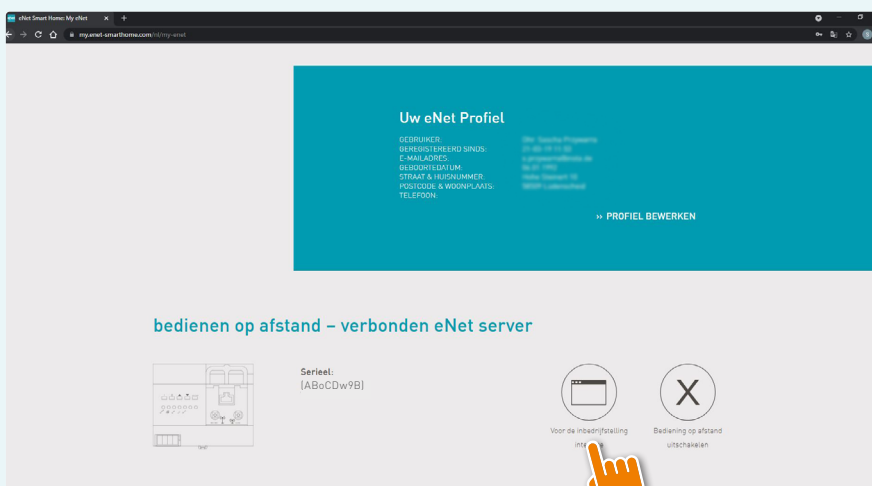 eNet Smart Home: My eNet
my.enet-smarthome.com/nl/my-enet
Uw eNet Profiel
GEBRUIKER:
GEREGISTEREERD SINDS:
E-MAILADRES:
GEBOORTEDATUM:
STRAAT & HUISNUMMER:
POSTCODE & WOONPLAATS:
TELEFOON:
›› PROFIEL BEWERKEN
bedienen op afstand – verbonden eNet server
Serieel:
(ABoCDw9B)
Voor de inbedrijfstelling
Bediening op afstand
uitschakelen